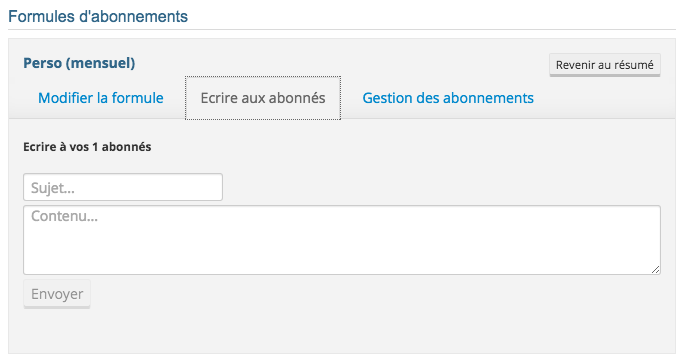 Formules d'abonnements
Perso (mensuel)
Revenir au résumé
Modifier la formule
Ecrire aux abonnés
Gestion des abonnements
Ecrire à vos 1 abonnés
Sujet...
Contenu...
Envoyer